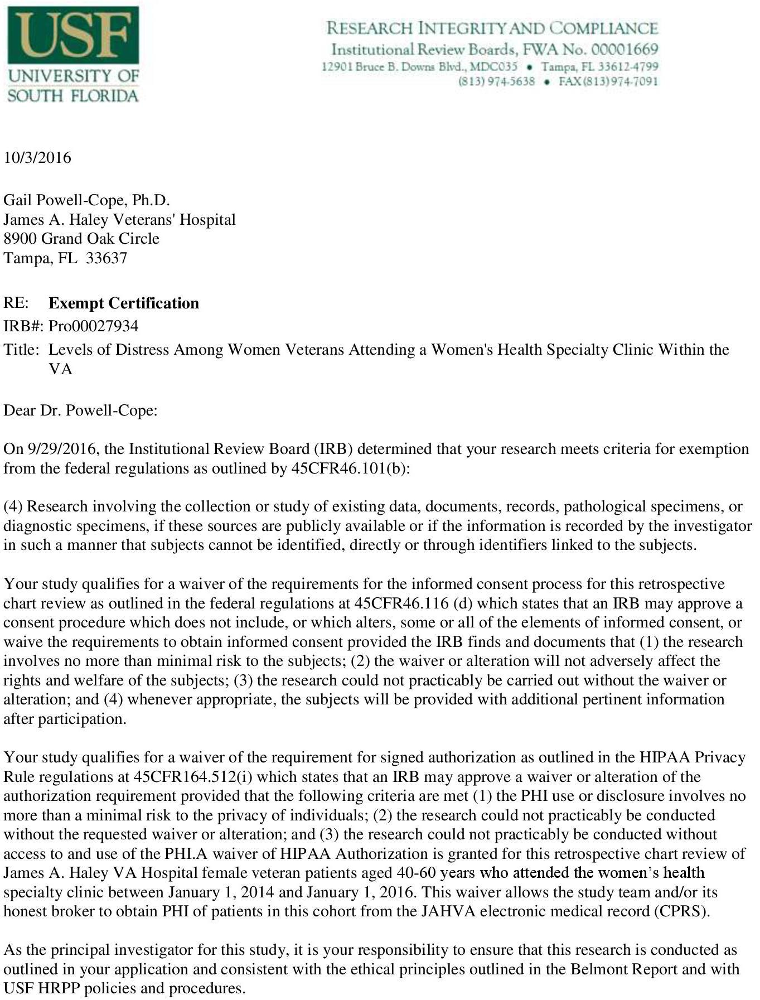 USF
UNIVERSITY OF
SOUTH FLORIDA
RESEARCH INTEGRITY AND COMPLIANCE
Institutional Review Boards, FWA No. 00001669
12901 Bruce B. Downs Blvd., MDC035 • Tampa, FL 33612-4799
(813) 974-5638 • FAX(813)974-7091
10/3/2016
Gail Powell-Cope, Ph.D.
James A. Haley Veterans' Hospital
8900 Grand Oak Circle
Tampa, FL 33637
RE: Exempt Certification
IRB#: Pro00027934
Title: Levels of Distress Among Women Veterans Attending a Women's Health Specialty Clinic Within the
VA
Dear Dr. Powell-Cope:
On 9/29/2016, the Institutional Review Board (IRB) determined that your research meets criteria for exemption
from the federal regulations as outlined by 45CFR46.101(b):
(4) Research involving the collection or study of existing data, documents, records, pathological specimens, or
diagnostic specimens, if these sources are publicly available or if the information is recorded by the investigator
in such a manner that subjects cannot be identified, directly or through identifiers linked to the subjects.
Your study qualifies for a waiver of the requirements for the informed consent process for this retrospective
chart review as outlined in the federal regulations at 45CFR46.116 (d) which states that an IRB may approve a
consent procedure which does not include, or which alters, some or all of the elements of informed consent, or
waive the requirements to obtain informed consent provided the IRB finds and documents that (1) the research
involves no more than minimal risk to the subjects; (2) the waiver or alteration will not adversely affect the
rights and welfare of the subjects; (3) the research could not practicably be carried out without the waiver or
alteration; and (4) whenever appropriate, the subjects will be provided with additional pertinent information
after participation.
Your study qualifies for a waiver of the requirement for signed authorization as outlined in the HIPAA Privacy
Rule regulations at 45CFR164.512(i) which states that an IRB may approve a waiver or alteration of the
authorization requirement provided that the following criteria are met (1) the PHI use or disclosure involves no
more than a minimal risk to the privacy of individuals; (2) the research could not practicably be conducted
without the requested waiver or alteration; and (3) the research could not practicably be conducted without
access to and use of the PHI.A waiver of HIPAA Authorization is granted for this retrospective chart review of
James A. Haley VA Hospital female veteran patients aged 40-60 years who attended the women’s health
specialty clinic between January 1, 2014 and January 1, 2016. This waiver allows the study team and/or its
honest broker to obtain PHI of patients in this cohort from the JAHVA electronic medical record (CPRS).
As the principal investigator for this study, it is your responsibility to ensure that this research is conducted as
outlined in your application and consistent with the ethical principles outlined in the Belmont Report and with
USF HRPP policies and procedures.